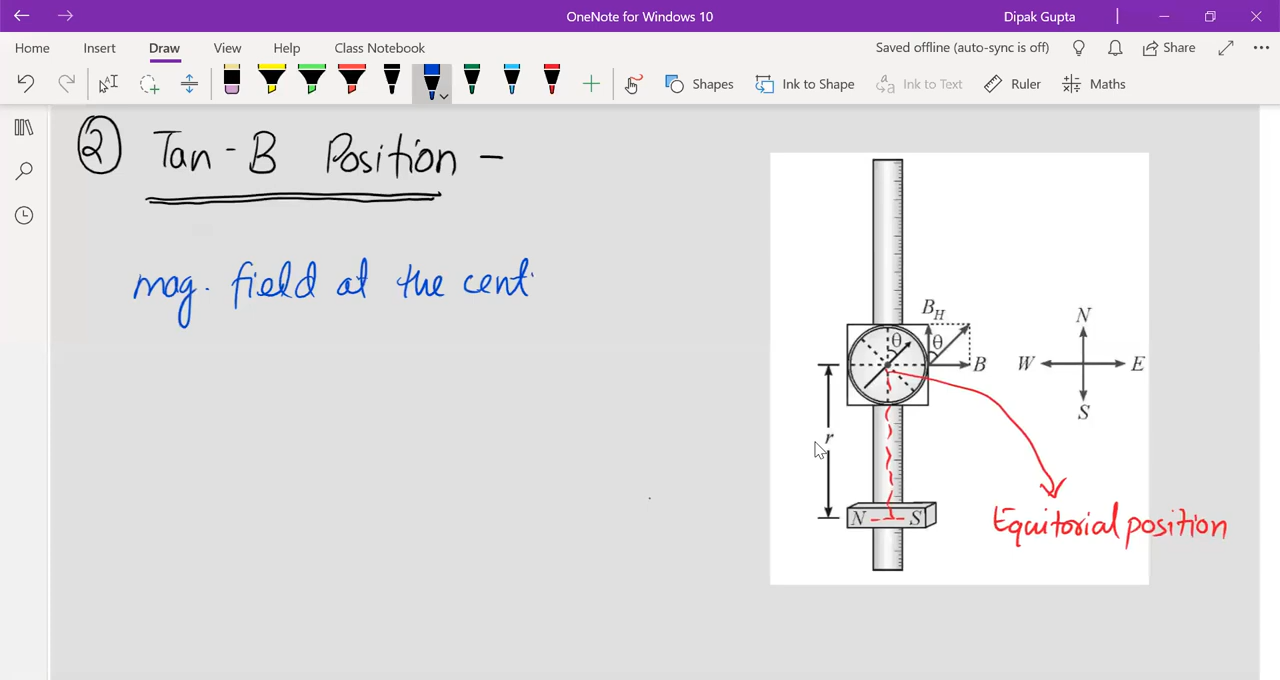 OneNote for Windows 10
Dipak Gupta
Home Insert Draw View Help Class Notebook
Saved offline (auto-sync is off)
Share
Shapes
Ink to Shape
Ink to Text
Ruler
Maths
2 Tan - B Position -
mag. field at the cent
B_H
θ θ
B
N
W E
S
r
N S
Equitorial position